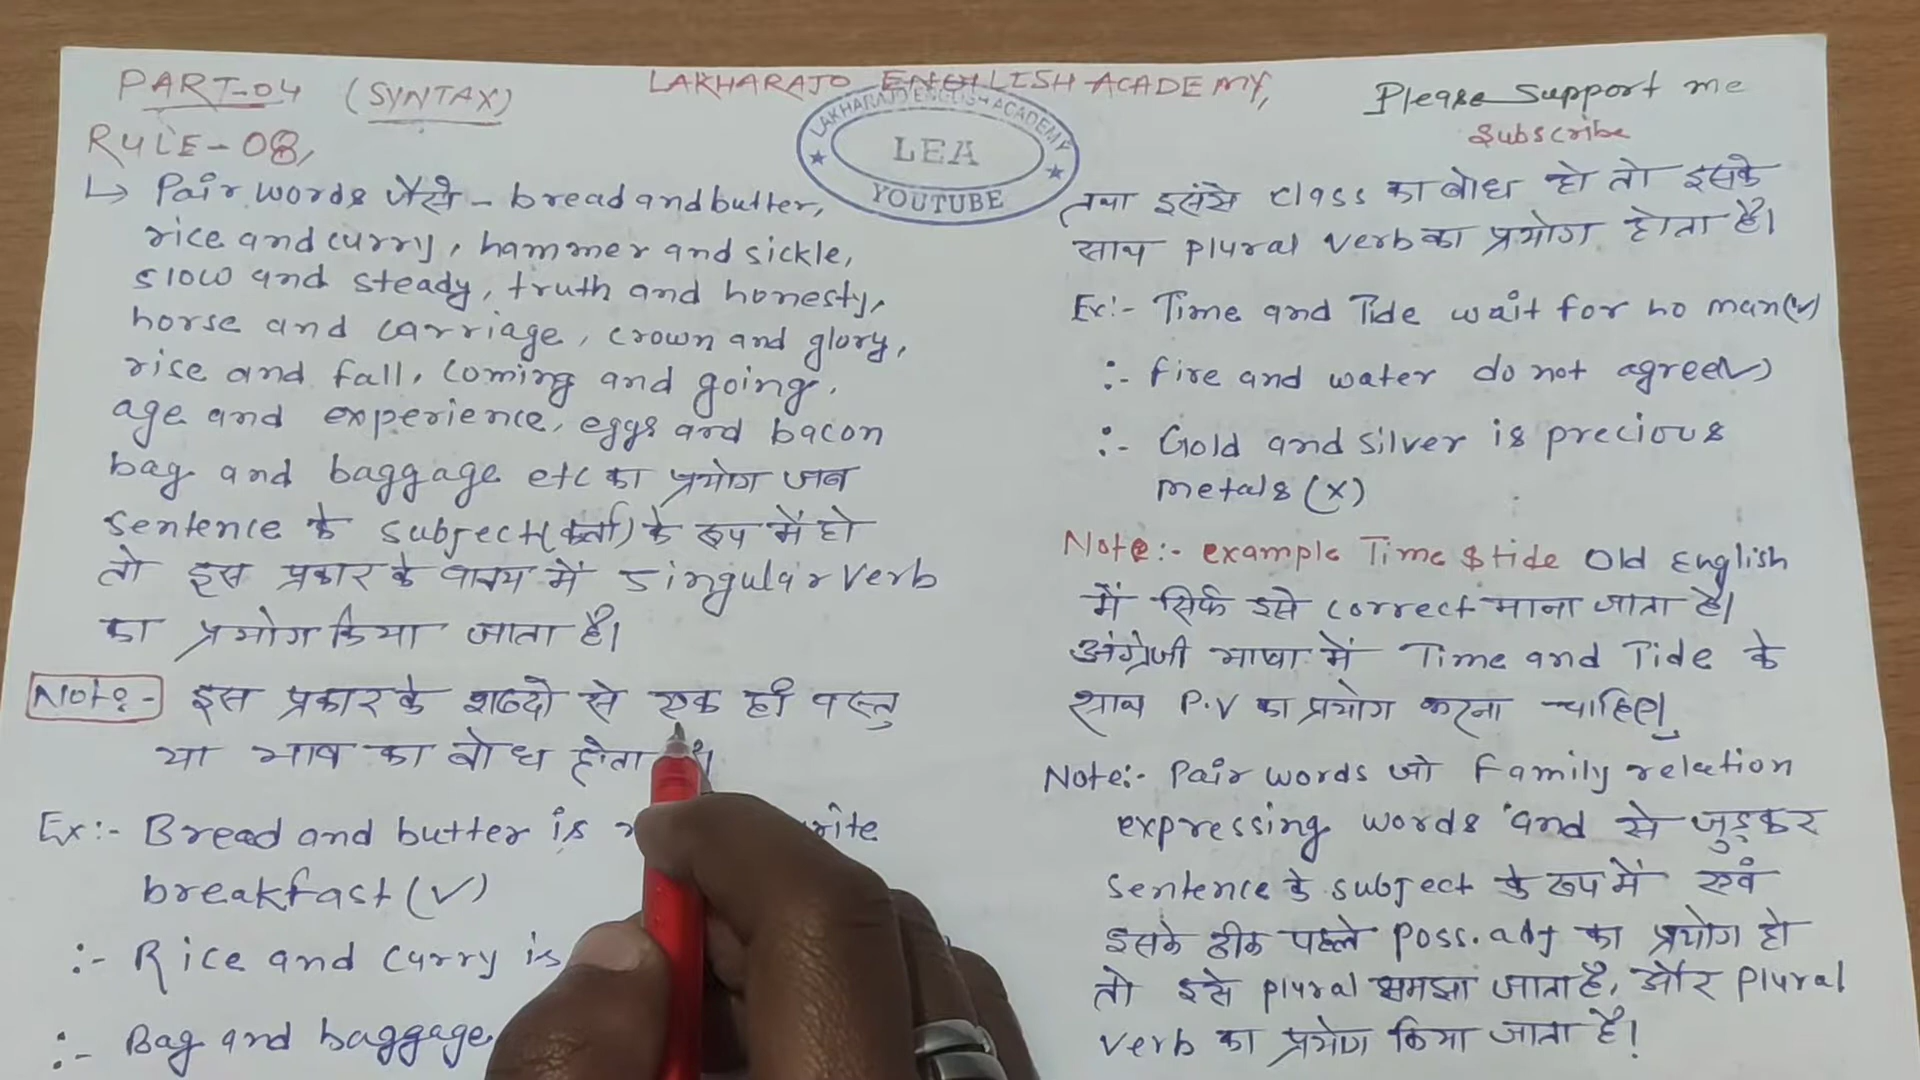 PART-04 (SYNTAX)
LAKHARAJO ENGHLISH ACADEMY,
Please support me
Subscribe
LAKHARAJO ENGLISH ACADEMY
LEA
YOUTUBE
RULE-08,
↳ Pair words जैसे - bread and butter,
rice and curry, hammer and sickle,
slow and steady, truth and honesty,
horse and carriage, crown and glory,
rise and fall, coming and going,
age and experience, eggs and bacon
bag and baggage etc का प्रयोग जब
sentence के subject (कर्ता) के रूप में हो
तो इस प्रकार के वाक्य में singular verb
का प्रयोग किया जाता है।
Note:- इस प्रकार के शब्दो से एक ही वस्तु
या भाव का बोध होता
Ex:- Bread and butter is
breakfast (✓)
:- Rice and curry is
:- Bag and baggage
तथा इससे class का बोध हो तो इसके
साथ plural verb का प्रयोग होता है।
Ex:- Time and Tide wait for no man (✓)
:- fire and water do not agree (✓)
:- Gold and silver is precious
metals (X)
Note:- example Time & tide Old English
में सिर्फ इसे correct माना जाता है।
अंग्रेजी भाषा में Time and Tide के
साथ P.V का प्रयोग करना चाहिए।
Note:- Pair words जो family relation
expressing words and से जुड़कर
sentence के subject के रूप में एवं
इसके ठीक पहले poss. adj का प्रयोग हो
तो इसे plural समझा जाता है, और plural
verb का प्रयोग किया जाता है!